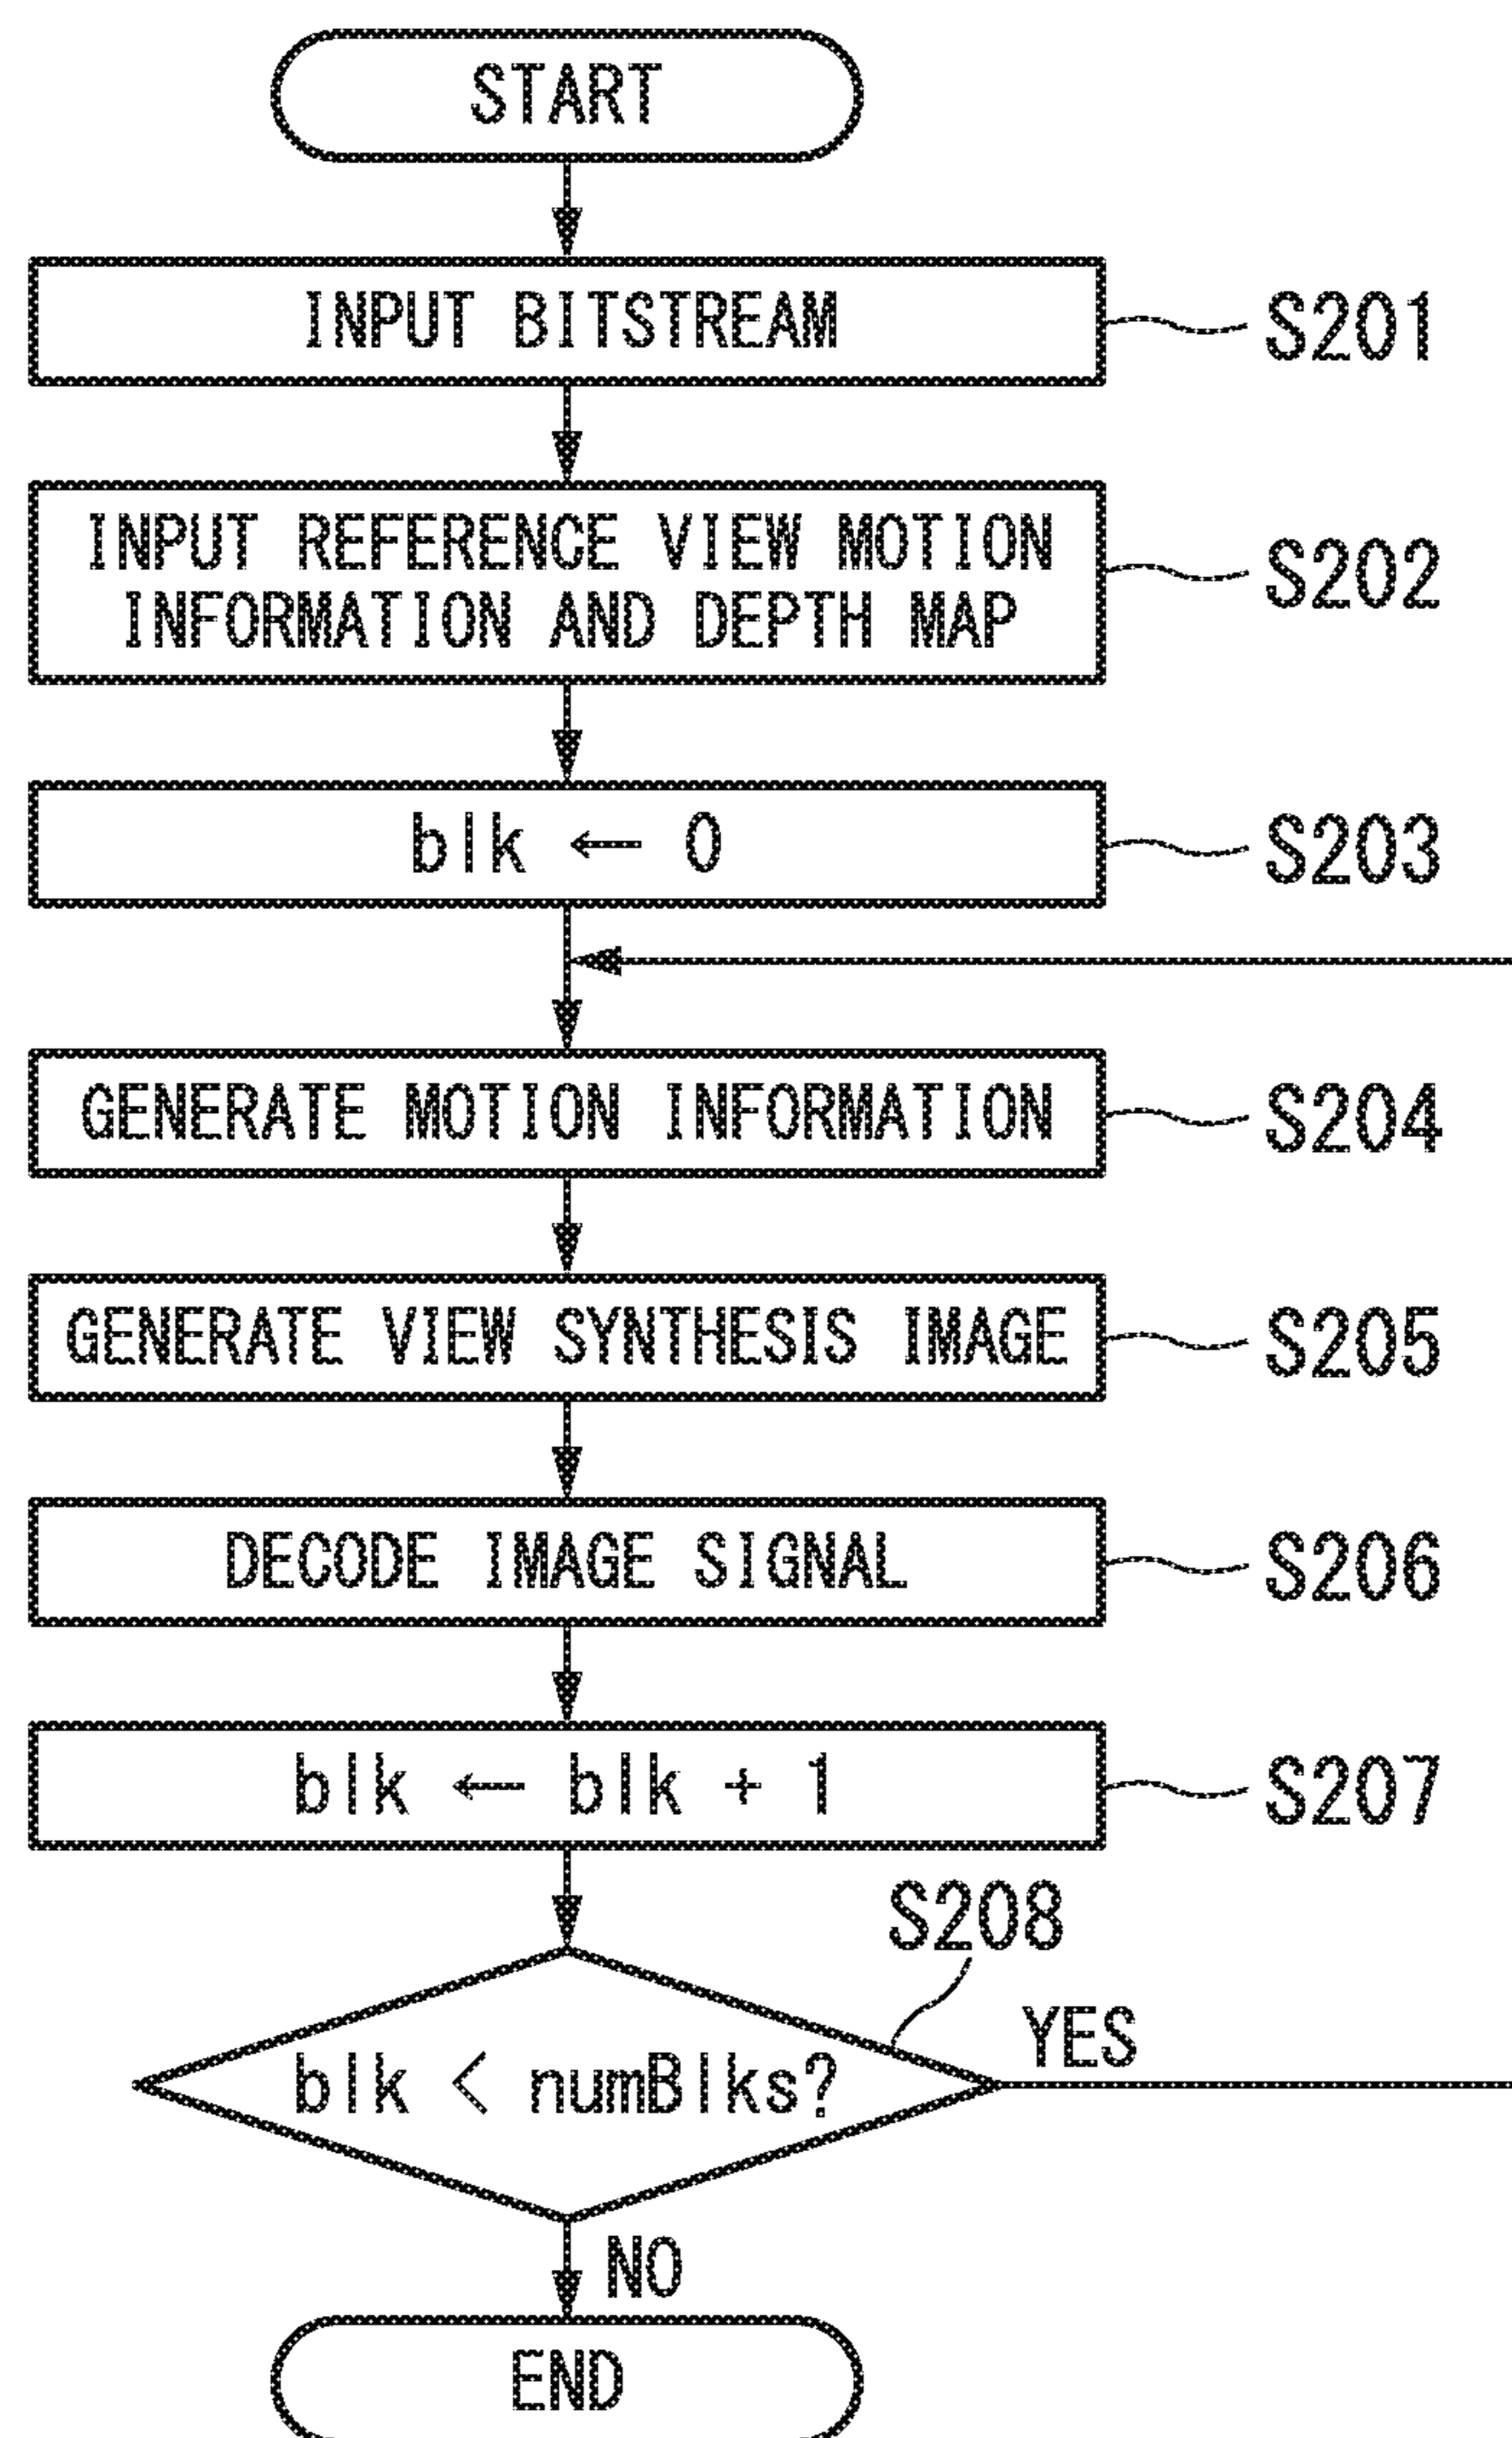 START
INPUT BITSTREAM
S201
INPUT REFERENCE VIEW MOTION
INFORMATION AND DEPTH MAP
S202
blk ← 0
S203
GENERATE MOTION INFORMATION
S204
GENERATE VIEW SYNTHESIS IMAGE
S205
DECODE IMAGE SIGNAL
S206
blk ← blk + 1
S207
S208
blk < numBlks?
YES
NO
END